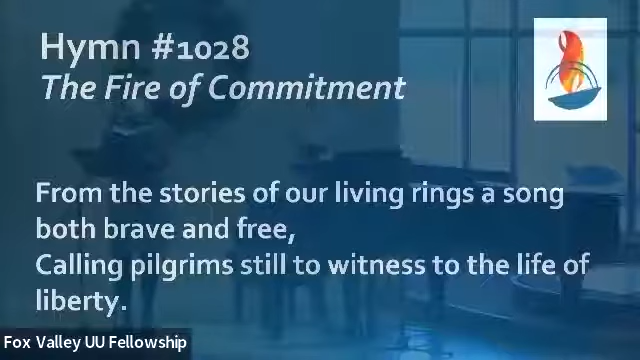 Hymn #1028
The Fire of Commitment
From the stories of our living rings a song
both brave and free,
Calling pilgrims still to witness to the life of
liberty.
Fox Valley UU Fellowship